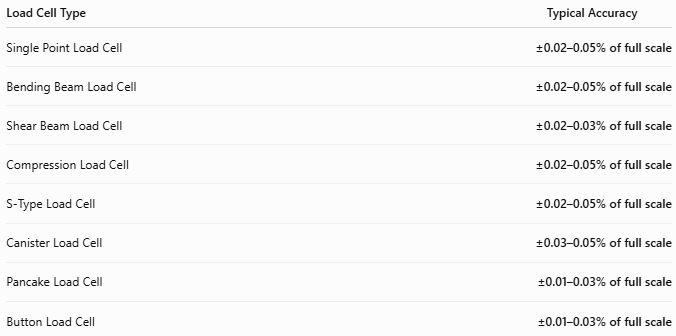 Load Cell Type Typical Accuracy
Single Point Load Cell ±0.02–0.05% of full scale
Bending Beam Load Cell ±0.02–0.05% of full scale
Shear Beam Load Cell ±0.02–0.03% of full scale
Compression Load Cell ±0.02–0.05% of full scale
S-Type Load Cell ±0.02–0.05% of full scale
Canister Load Cell ±0.03–0.05% of full scale
Pancake Load Cell ±0.01–0.03% of full scale
Button Load Cell ±0.01–0.03% of full scale